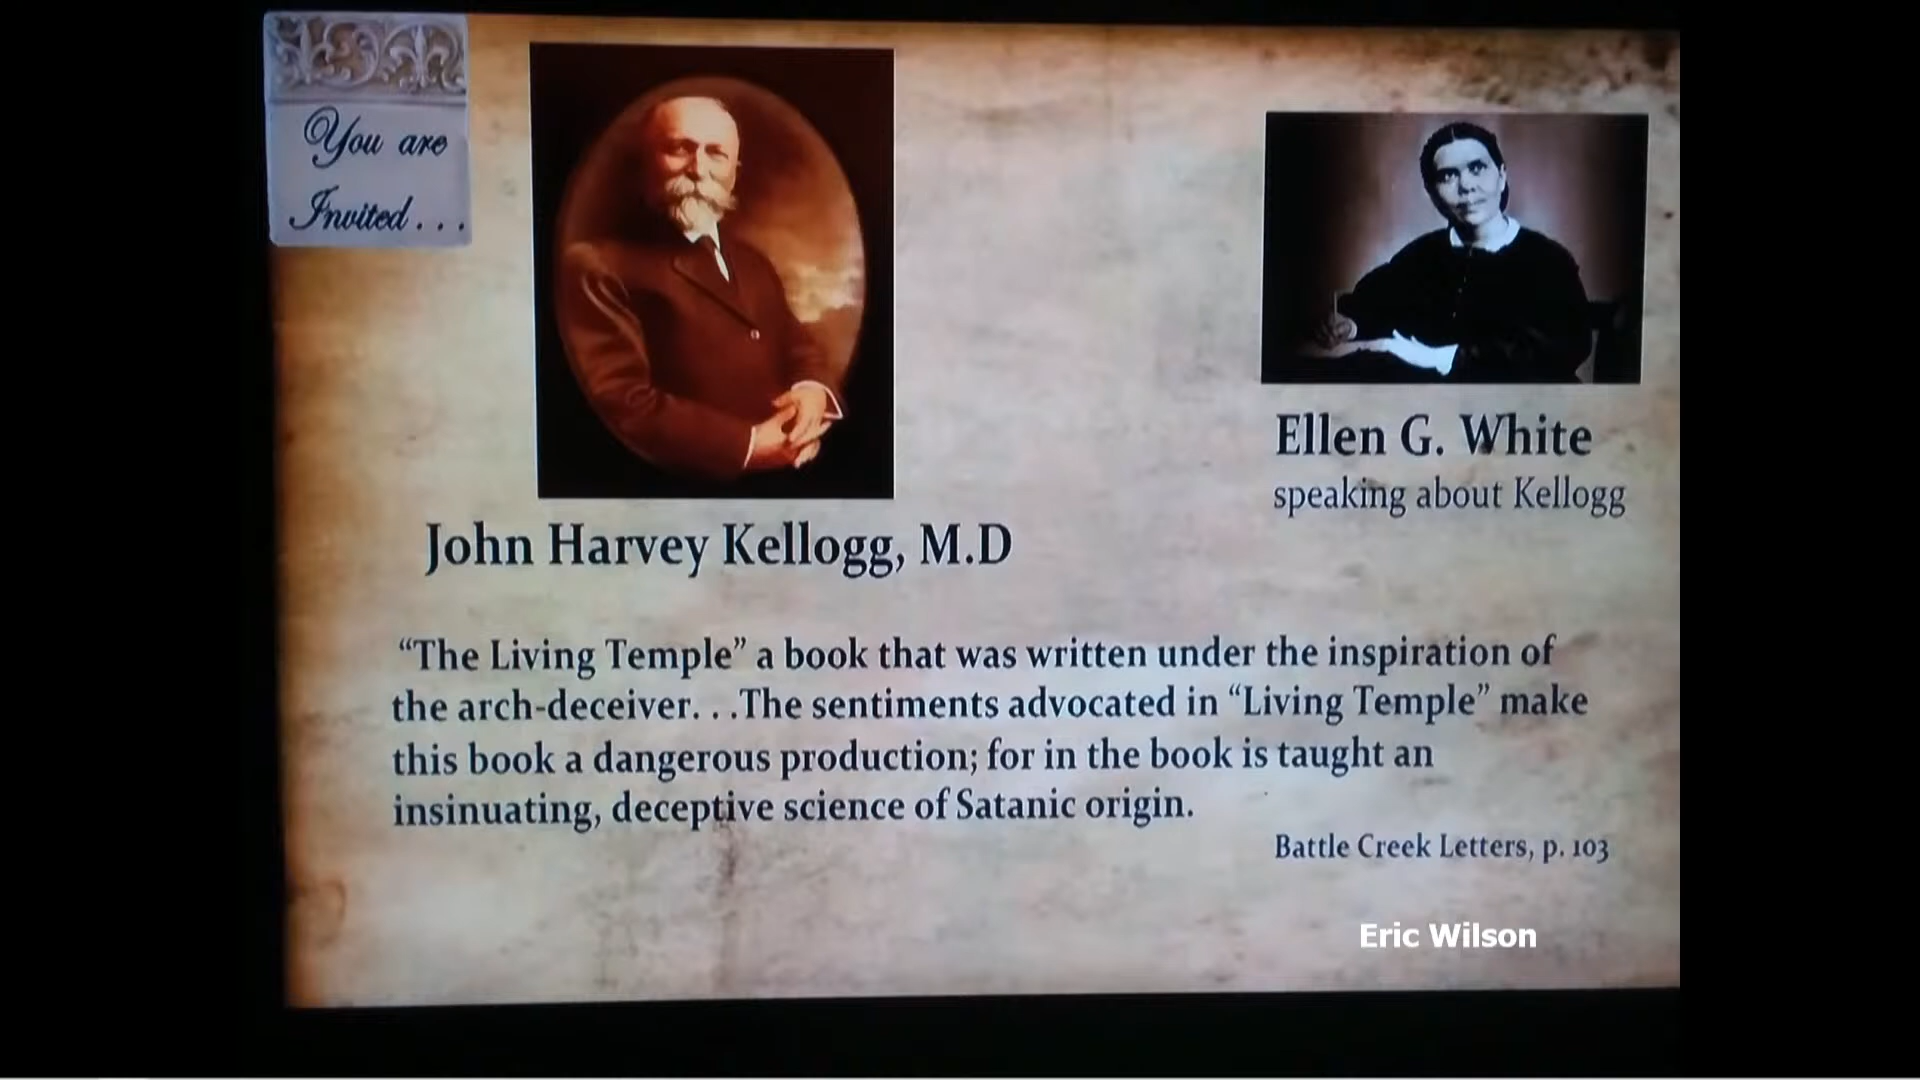 You are
Invited . . .
Ellen G. White
speaking about Kellogg
John Harvey Kellogg, M.D
“The Living Temple” a book that was written under the inspiration of
the arch-deceiver. . .The sentiments advocated in “Living Temple” make
this book a dangerous production; for in the book is taught an
insinuating, deceptive science of Satanic origin.
Battle Creek Letters, p. 103
Eric Wilson